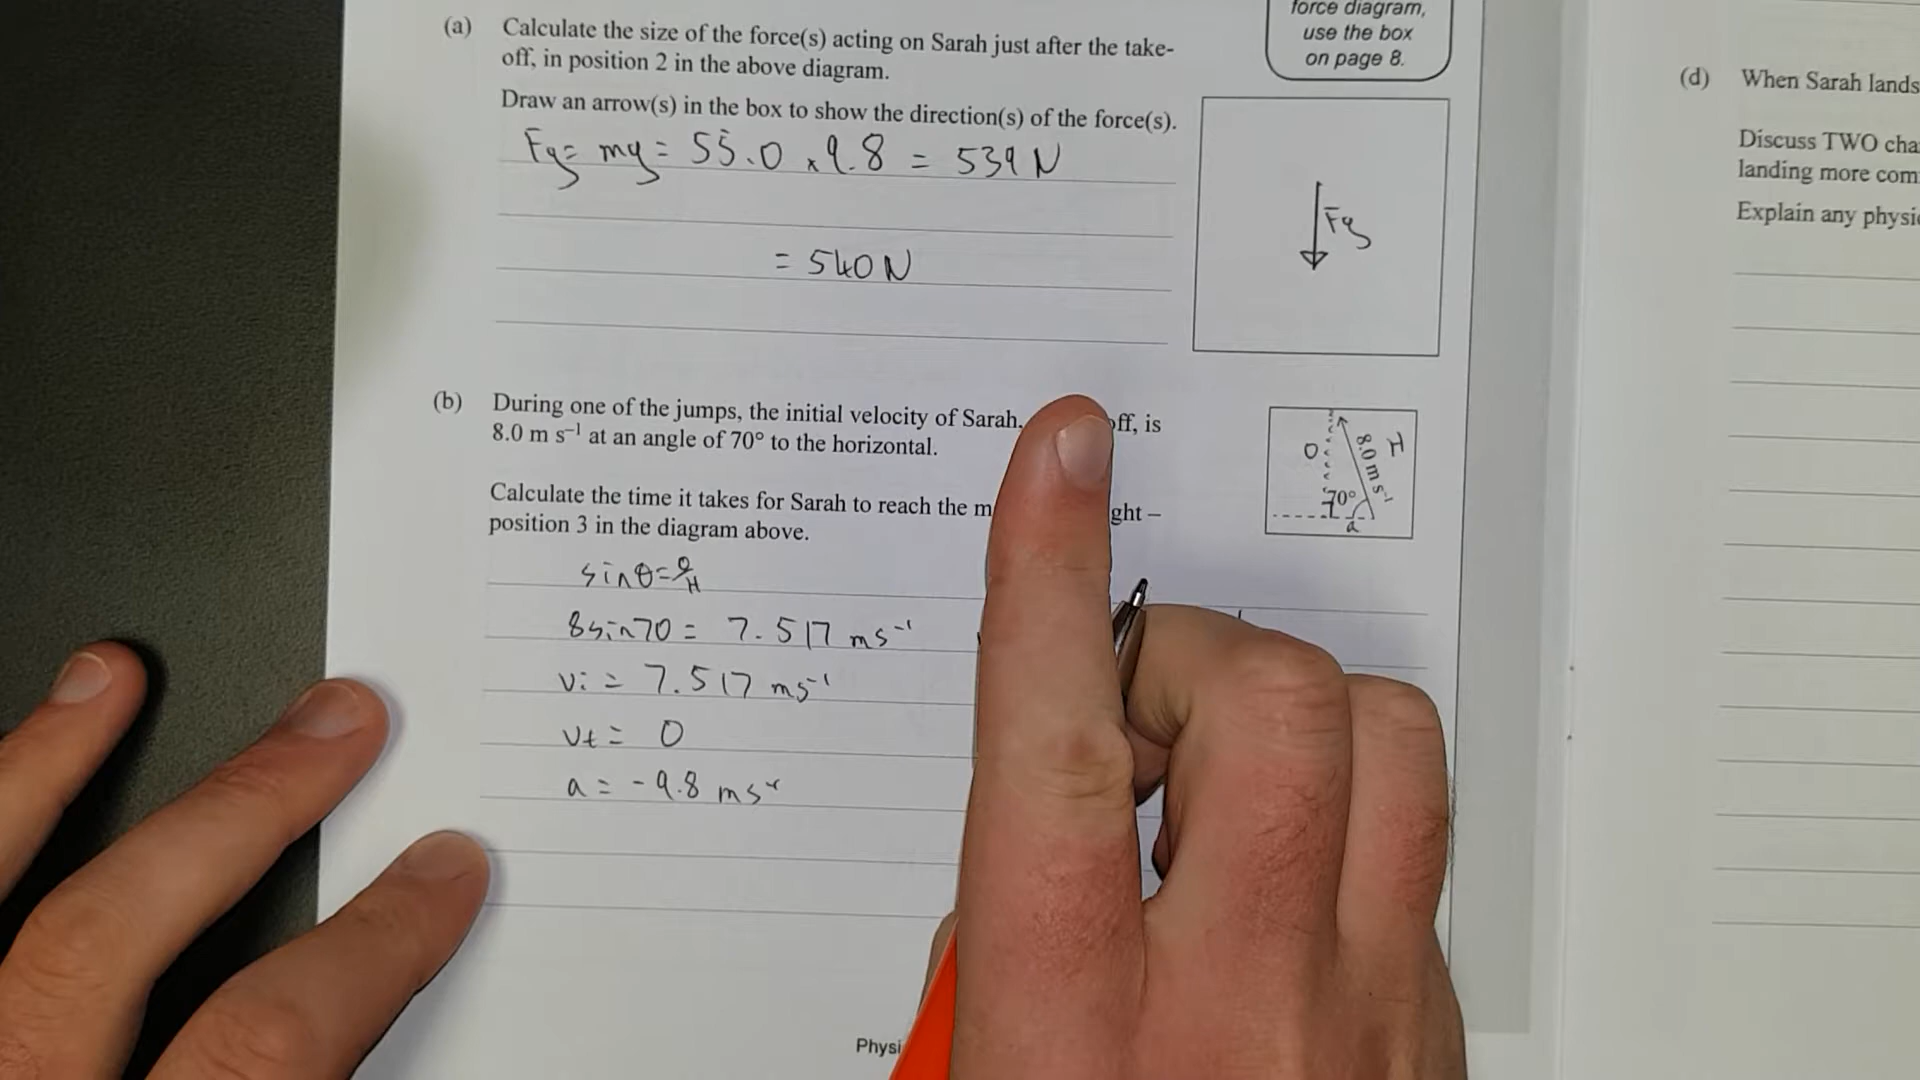 force diagram,
use the box
on page 8.
(a) Calculate the size of the force(s) acting on Sarah just after the take-
off, in position 2 in the above diagram.
Draw an arrow(s) in the box to show the direction(s) of the force(s).
Fg = mg = 55.0 × 9.8 = 539 N
= 540 N
Fg
(b) During one of the jumps, the initial velocity of Sarah, off, is
8.0 m s⁻¹ at an angle of 70° to the horizontal.
Calculate the time it takes for Sarah to reach the
position 3 in the diagram above.
O 8.0 m s⁻¹ H
70°
a
sinθ = O/H
8sin70 = 7.517 ms⁻¹
vi = 7.517 ms⁻¹
vf = 0
a = -9.8 ms⁻²
Physi
(d) When Sarah lands
Discuss TWO cha
landing more com
Explain any physi